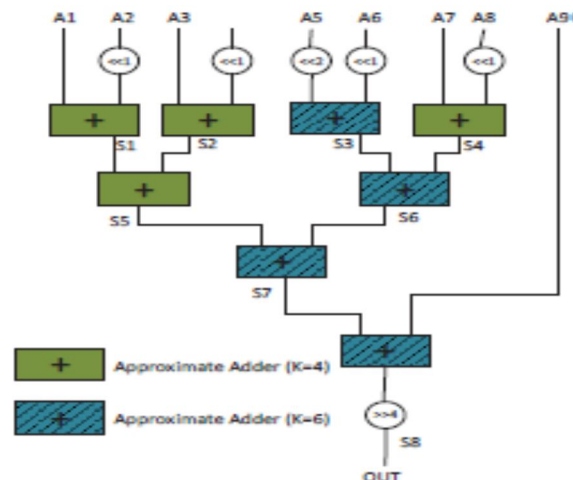 A1 A2 A3 A5 A6 A7 A8 A9
<<1 <<1 <<2 <<1 <<1
+ + + +
S1 S2 S3 S4
+ +
S5 S6
+
S7
+
+ Approximate Adder (K=4)
+ Approximate Adder (K=6)
>>4
S8
OUT